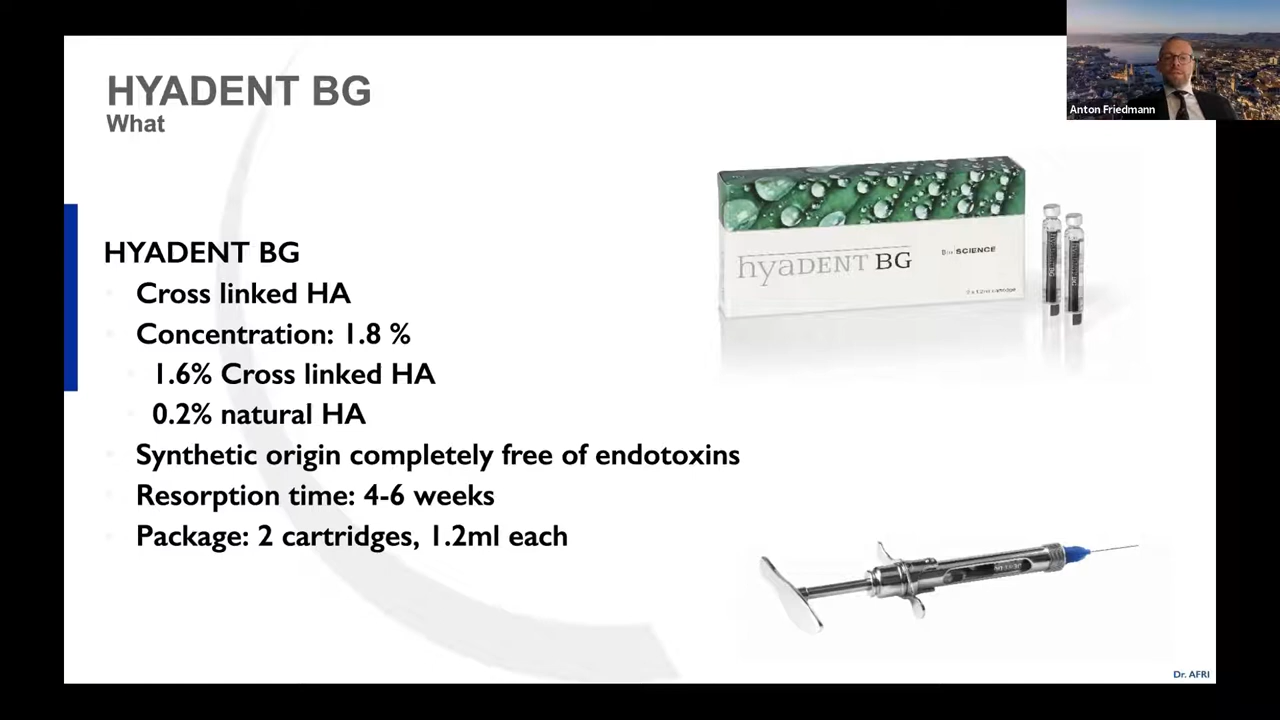 HYADENT BG
What
Anton Friedmann
HYADENT BG
Cross linked HA
Concentration: 1.8 %
1.6% Cross linked HA
0.2% natural HA
Synthetic origin completely free of endotoxins
Resorption time: 4-6 weeks
Package: 2 cartridges, 1.2ml each
hyaDENT BG
SCIENCE
Dr. AFRI